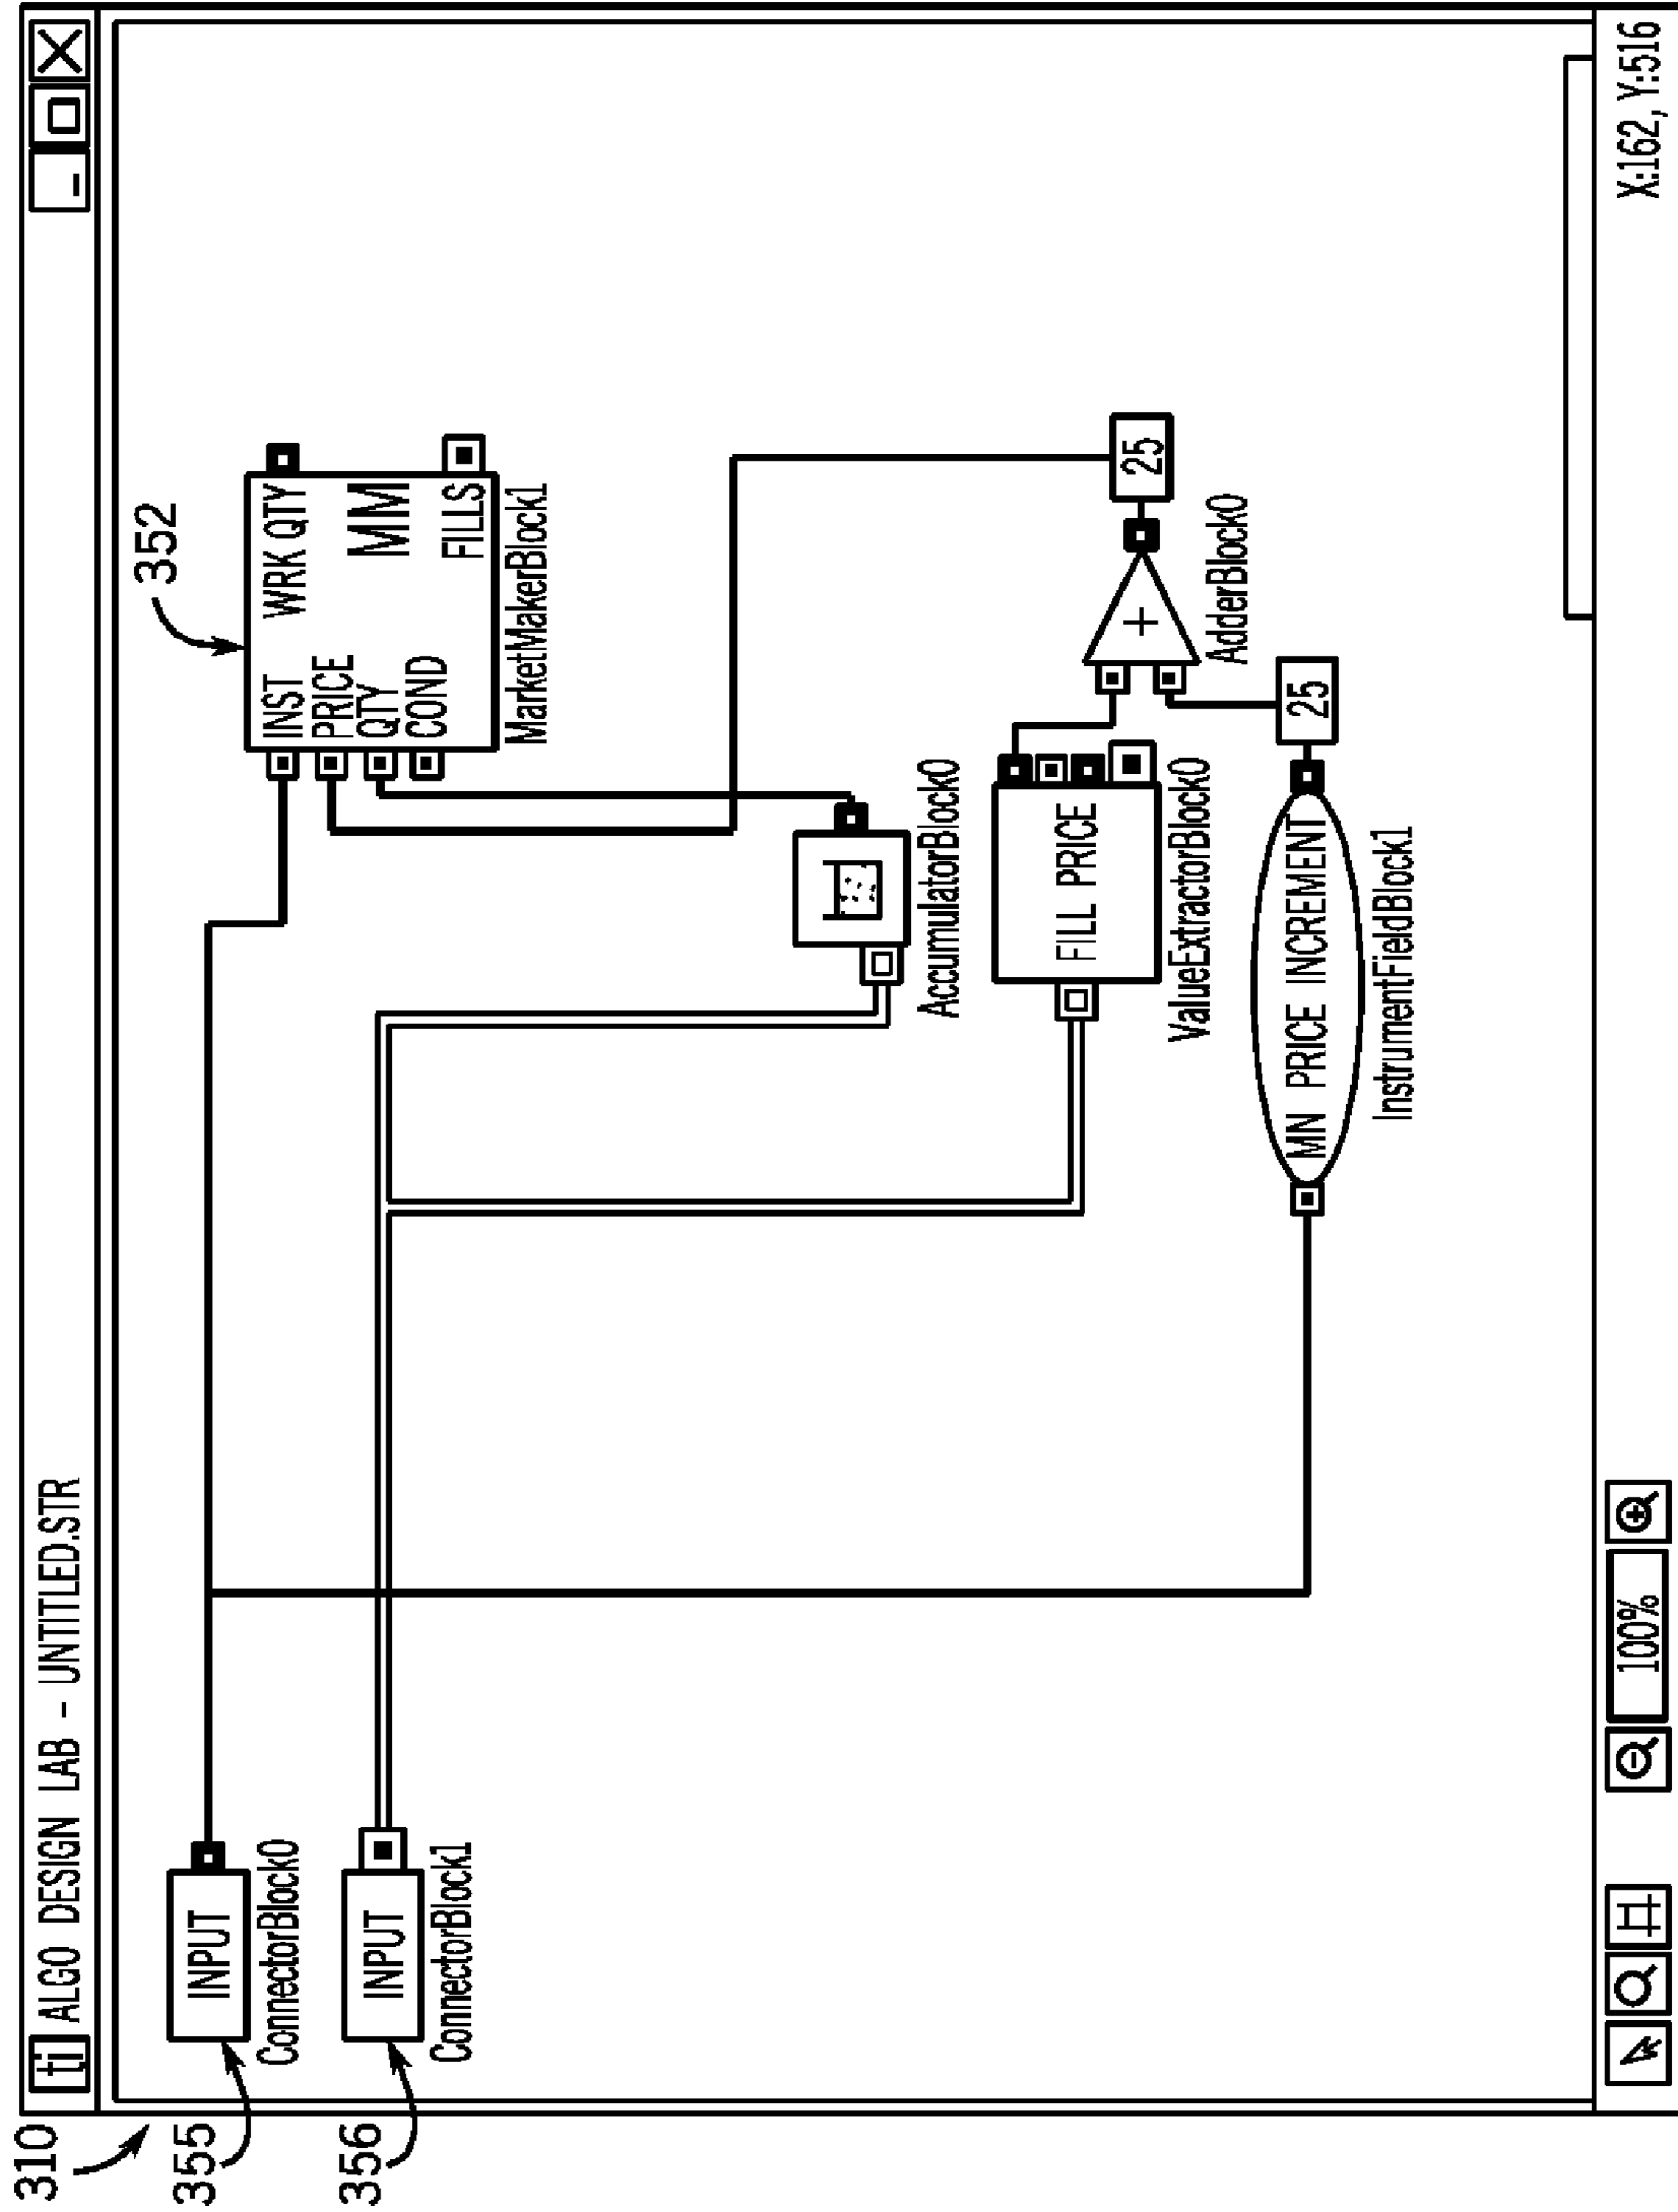 310
ti ALGO DESIGN LAB - UNTITLED.STR
355
INPUT
ConnectorBlock0
356
INPUT
ConnectorBlock1
352
INST WRK QTY
PRICE
QTY MM
COND FILLS
MarketMakerBlock1
AccumulatorBlock0
FILL PRICE
ValueExtractorBlock0
+
25
AdderBlock0
MN PRICE INCREMENT
25
InstrumentFieldBlock1
100%
X:162, Y:516